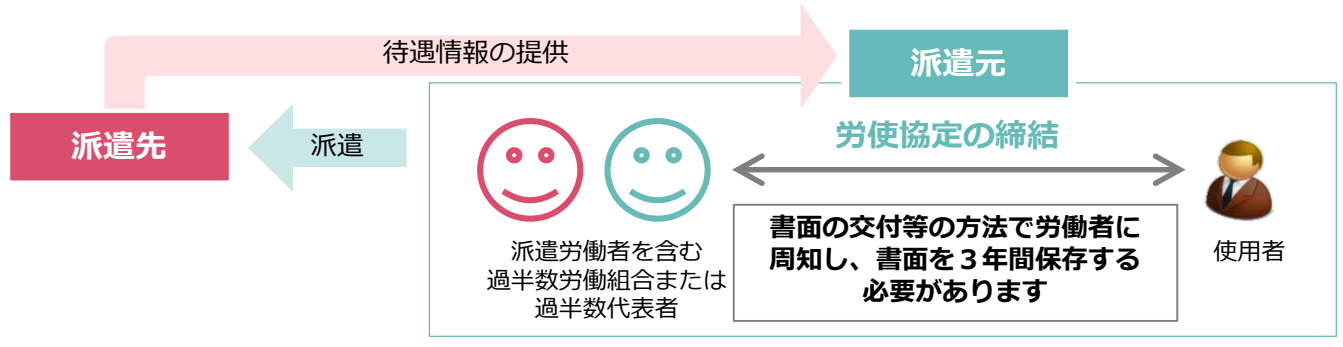 待遇情報の提供
派遣元
派遣先
派遣
労使協定の締結
派遣労働者を含む
過半数労働組合または
過半数代表者
書面の交付等の方法で労働者に
周知し、書面を３年間保存する
必要があります
使用者